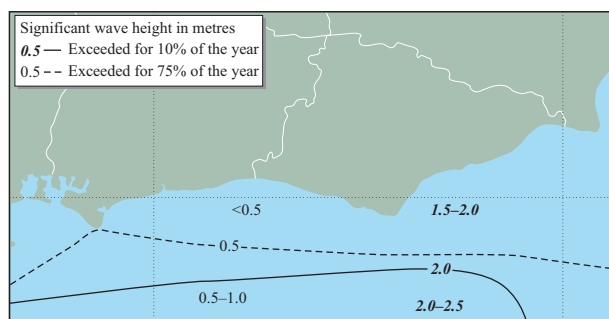 Significant wave height in metres
0.5 Exceeded for 10% of the year
0.5 Exceeded for 75% of the year
<0.5 1.5–2.0
0.5
2.0
0.5–1.0
2.0–2.5